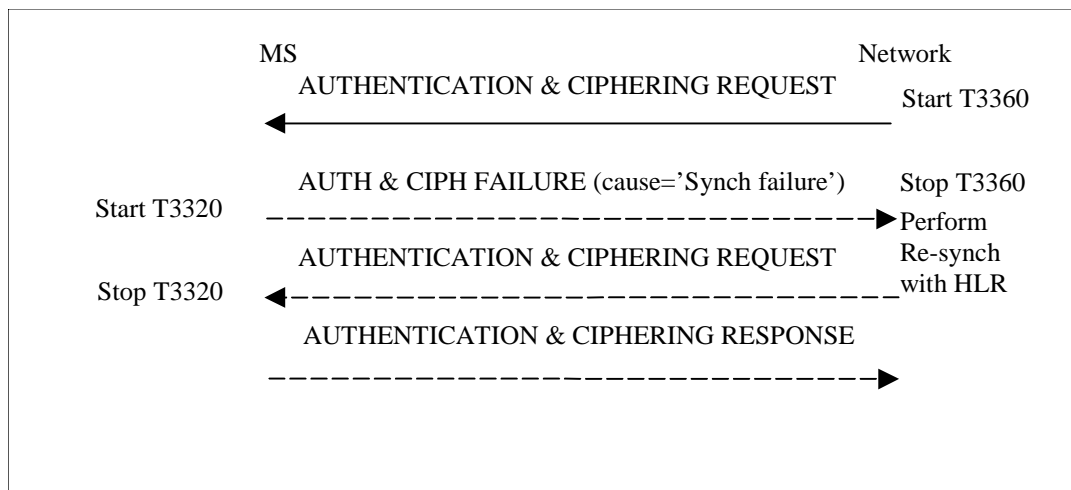 MS
Network
AUTHENTICATION & CIPHERING REQUEST
Start T3360
AUTH & CIPH FAILURE (cause=’Synch failure’)
Stop T3360
Start T3320
Perform
Re-synch
with HLR
AUTHENTICATION & CIPHERING REQUEST
Stop T3320
AUTHENTICATION & CIPHERING RESPONSE